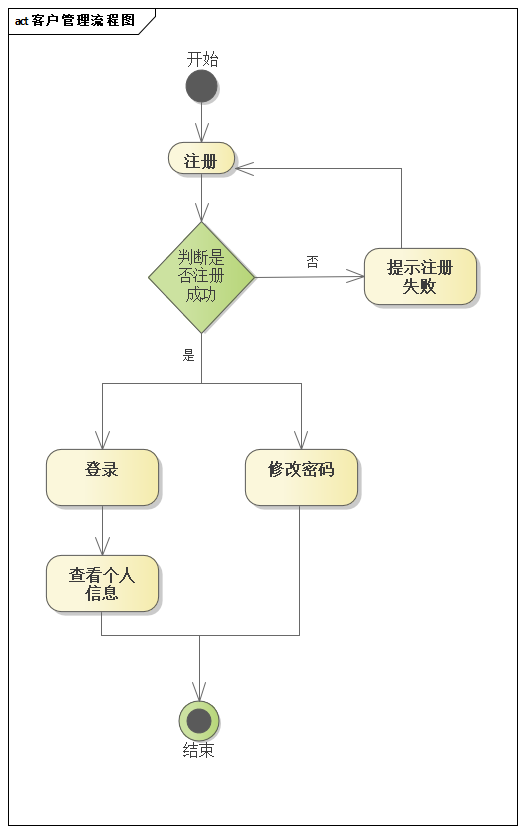 act 客户管理流程图
开始
注册
判断是
否注册
成功
否
提示注册
失败
是
登录
修改密码
查看个人
信息
结束